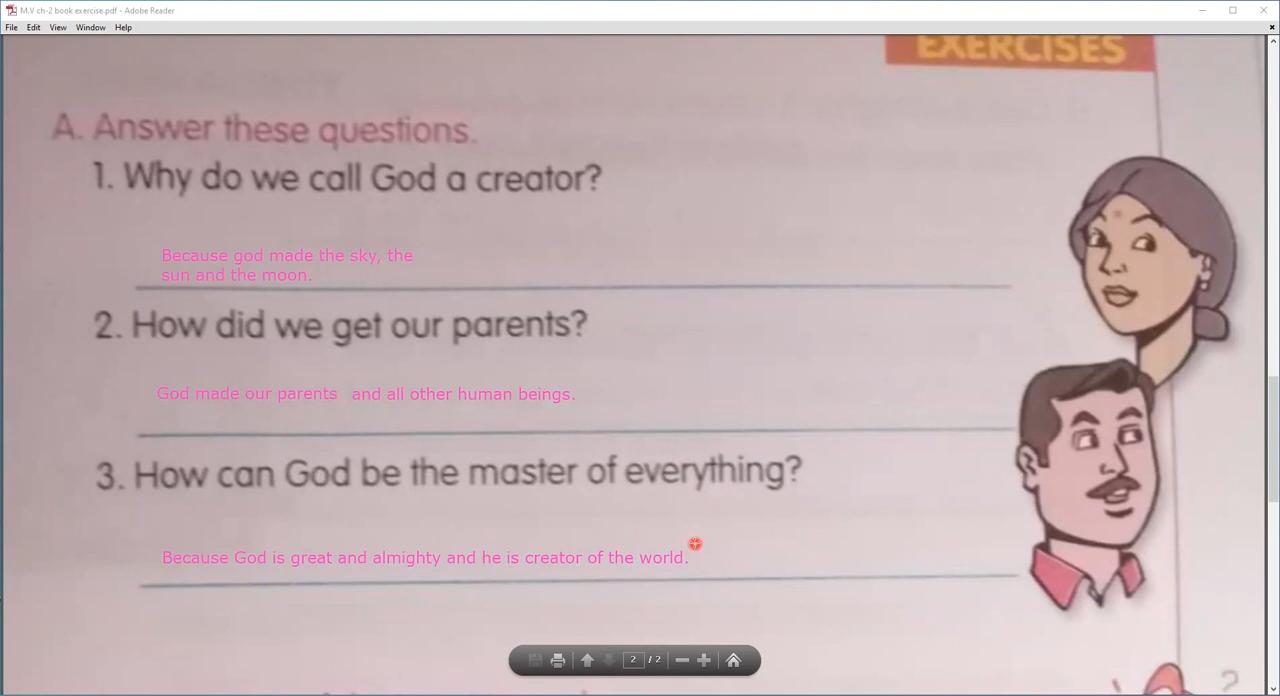 M.V ch-2 book exercise.pdf - Adobe Reader
File Edit View Window Help
EXERCISES
A. Answer these questions.
1. Why do we call God a creator?
Because god made the sky, the
sun and the moon.
2. How did we get our parents?
God made our parents and all other human beings.
3. How can God be the master of everything?
Because God is great and almighty and he is creator of the world.
2 / 2
?